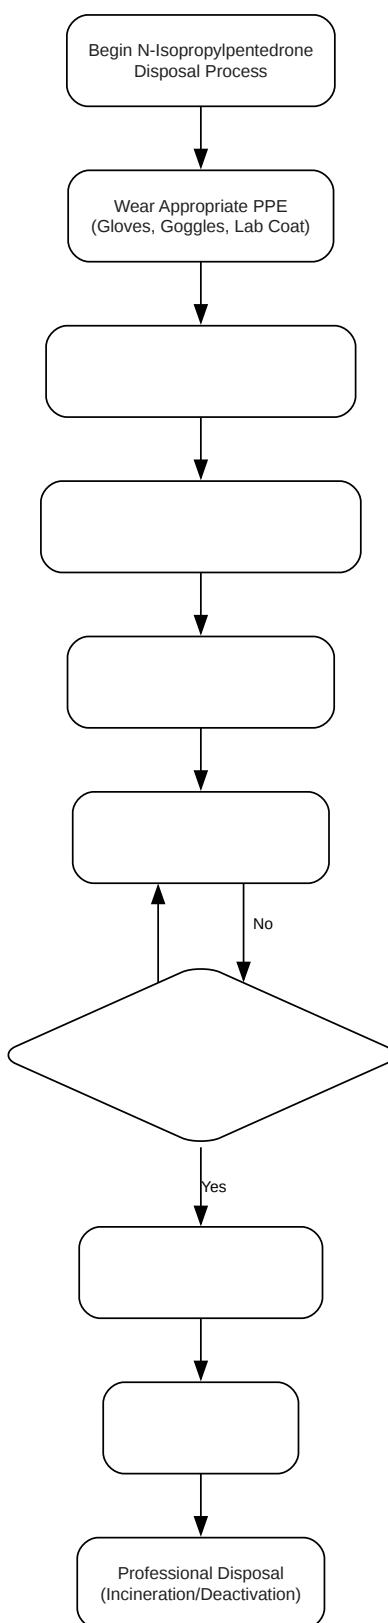 Begin N-Isopropylpentedrone
Disposal Process
Wear Appropriate PPE
(Gloves, Goggles, Lab Coat)
No
Yes
Professional Disposal
(Incineration/Deactivation)